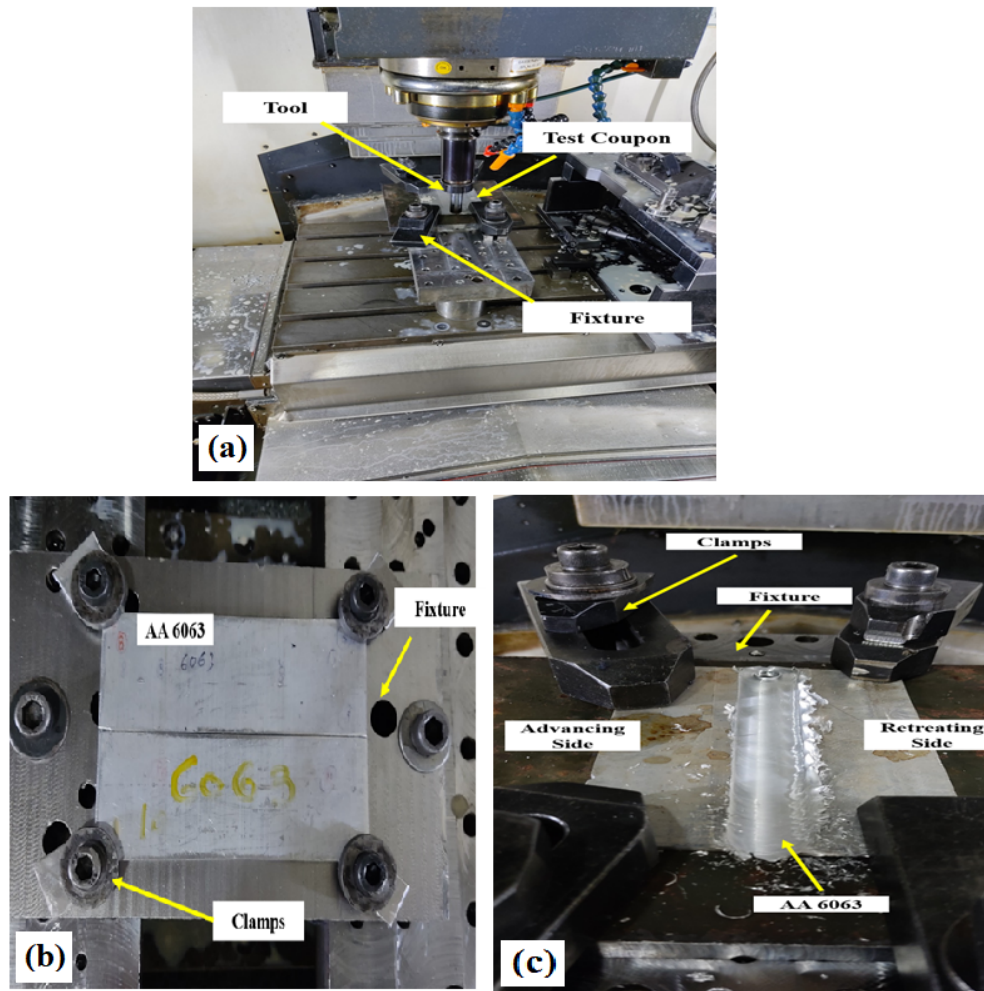 Tool
Test Coupon
Fixture
(a)
AA 6063
Fixture
6063
6063
Clamps
(b)
Clamps
Fixture
Advancing
Side
Retreating
Side
AA 6063
(c)